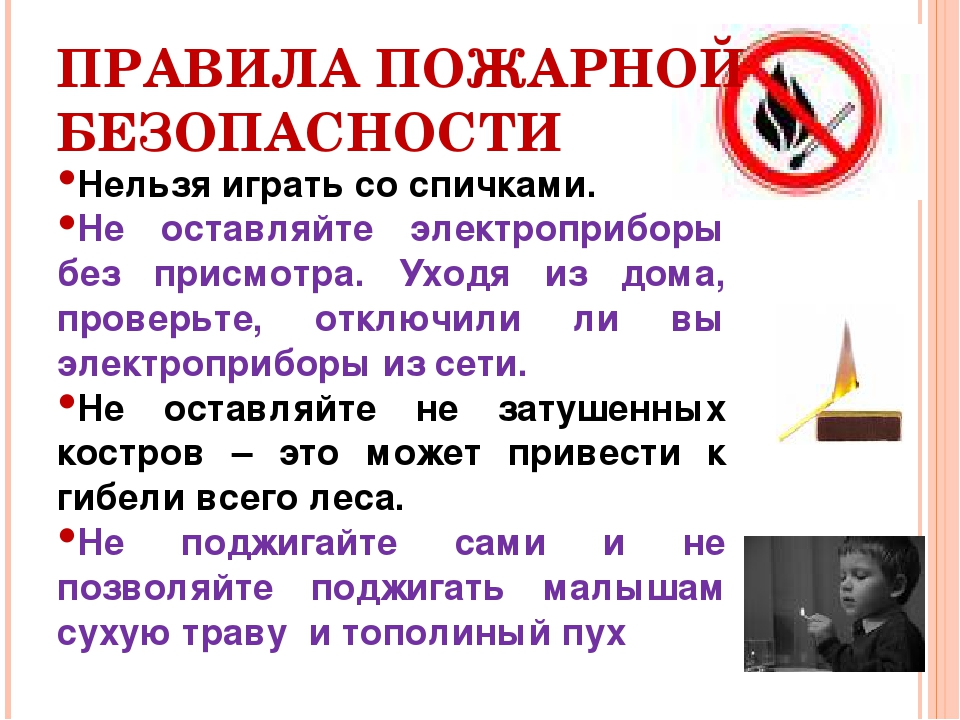 ПРАВИЛА ПОЖАРНОЙ
БЕЗОПАСНОСТИ
•Нельзя играть со спичками.
•Не оставляйте электроприборы
без присмотра. Уходя из дома,
проверьте, отключили ли вы
электроприборы из сети.
•Не оставляйте не затушенных
костров – это может привести к
гибели всего леса.
•Не поджигайте сами и не
позволяйте поджигать малышам
сухую траву и тополиный пух